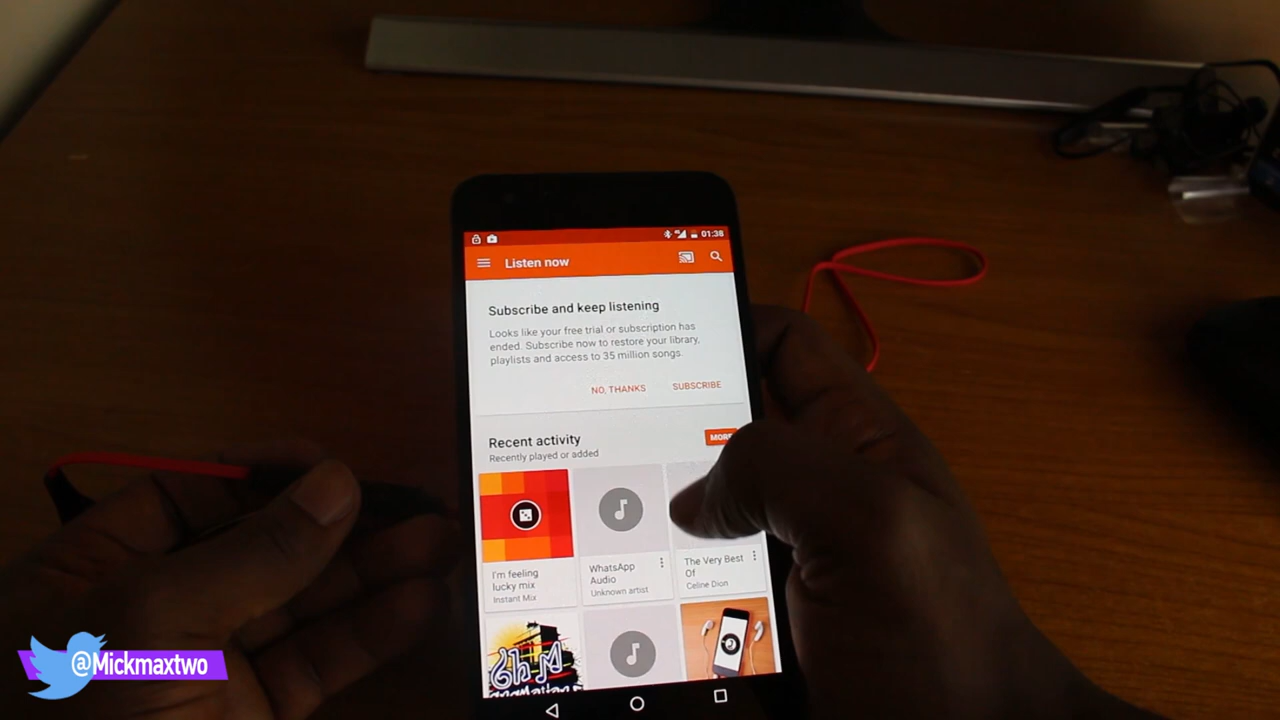 01:38
Listen now
Subscribe and keep listening
Looks like your free trial or subscription has
ended. Subscribe now to restore your library,
playlists and access to 35 million songs.
NO, THANKS SUBSCRIBE
Recent activity
MORE
Recently played or added
I'm feeling
lucky mix
Instant Mix
WhatsApp
Audio
Unknown artist
The Very Best
Of
Celine Dion
@Mickmaxtwo